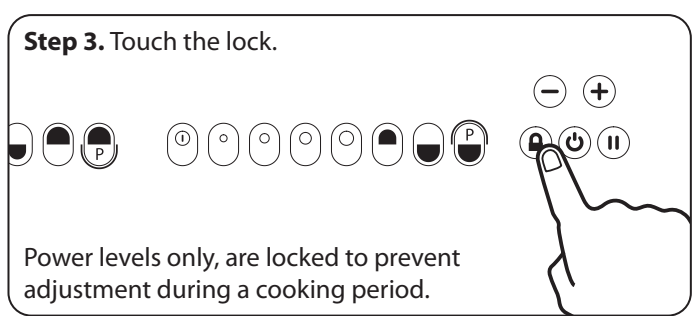 Step 3. Touch the lock.
P
P
Power levels only, are locked to prevent
adjustment during a cooking period.